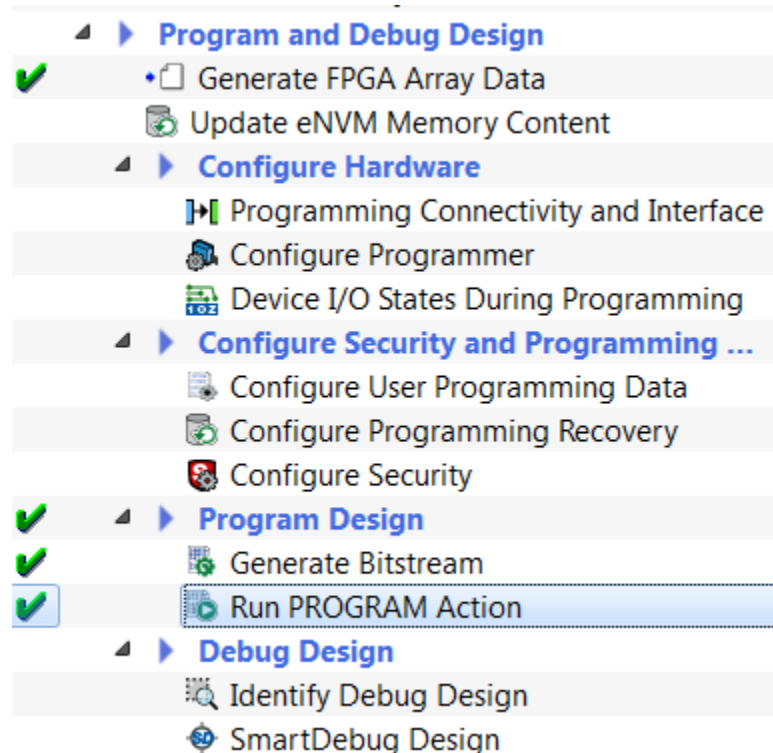 Program and Debug Design
Generate FPGA Array Data
Update eNVM Memory Content
Configure Hardware
Programming Connectivity and Interface
Configure Programmer
Device I/O States During Programming
Configure Security and Programming ...
Configure User Programming Data
Configure Programming Recovery
Configure Security
Program Design
Generate Bitstream
Run PROGRAM Action
Debug Design
Identify Debug Design
SmartDebug Design